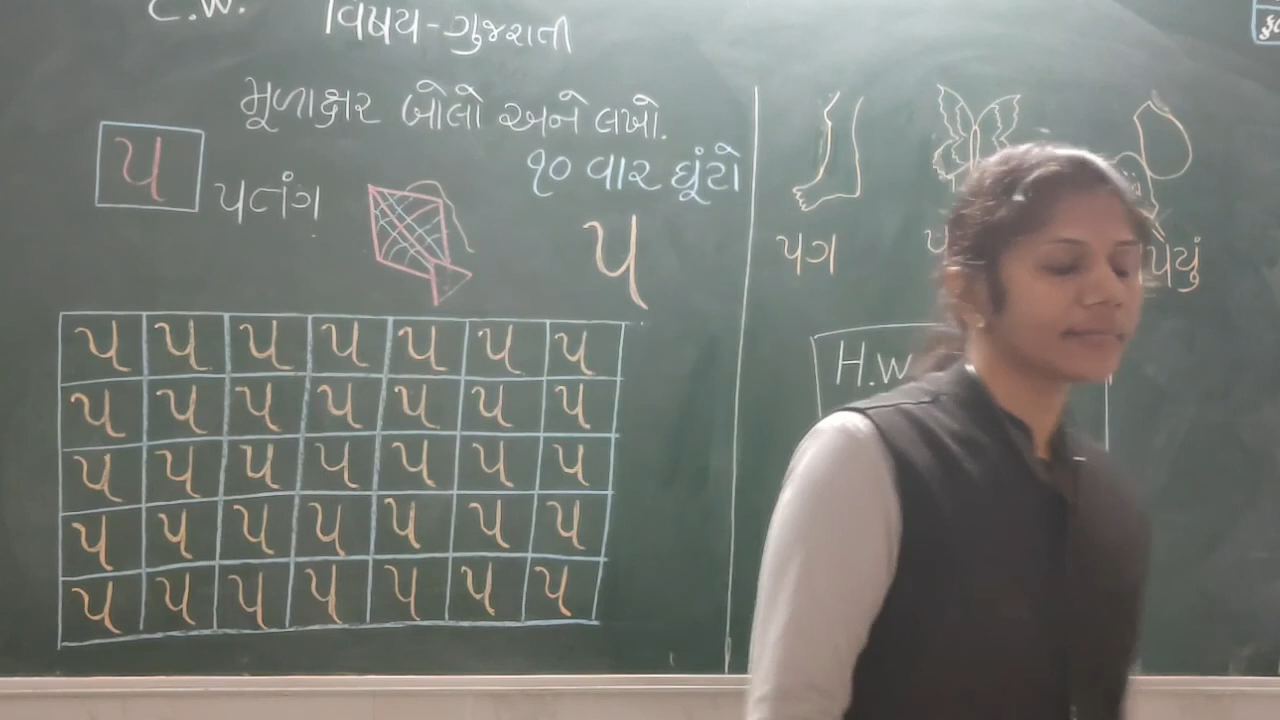 C.W.
વિષય-ગુજરાતી
મૂળાક્ષર બોલો અને લખો.
પ પતંગ
૧૦ વાર ઘૂંટો
પ
પ પ પ પ પ પ પ
પ પ પ પ પ પ પ
પ પ પ પ પ પ પ
પ પ પ પ પ પ પ
પ પ પ પ પ પ પ
પગ
H.W